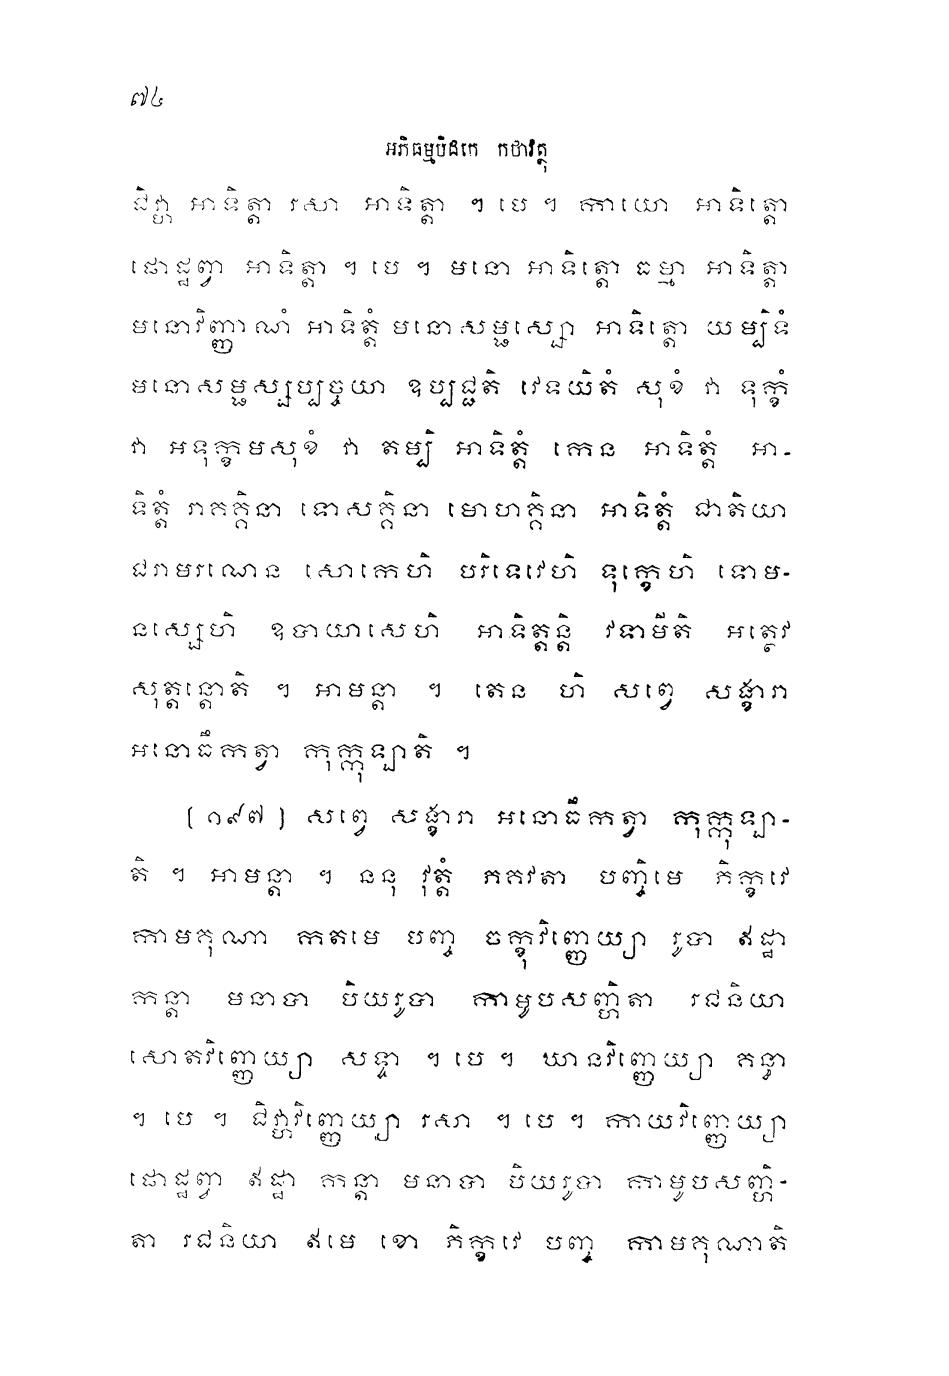 ៧៤
អភិធម្មបិដកេ កថាវត្ថុ
ជិវ្ហា អាទិត្តា រសា អាទិត្តា ។ បេ ។ កាយោ អាទិត្តោ
ផោដ្ឋព្វា អាទិត្តា ។ បេ ។ មនោ អាទិត្តោ ធម្មា អាទិត្តា
មនោវិញ្ញាណំ អាទិត្តំ មនោសម្ផស្សោ អាទិត្តោ យម្បិទំ
មនោសម្ផស្សប្បច្ចយា ឧប្បជ្ជតិ វេទយិតំ សុខំ វា ទុក្ខំ
វា អទុក្ខមសុខំ វា តម្បិ អាទិត្តំ កេន អាទិត្តំ អា-
ទិត្តំ រាគគ្គិនា ទោសគ្គិនា មោហគ្គិនា អាទិត្តំ ជាតិយា
ជរាមរណេន សោកេហិ បរិទេវេហិ ទុក្ខេហិ ទោម-
នស្សេហិ ឧបាយាសេហិ អាទិត្តន្តិ វទាមីតិ អត្ថេវ
សុត្តន្តោតិ ។ អាមន្តា ។ តេន ហិ សព្វេ សង្ខារា
អនោធឹកត្វា កុក្កុឡាតិ ។
(១៩៧) សព្វេ សង្ខារា អនោធឹកត្វា កុក្កុឡា-
តិ ។ អាមន្តា ។ ននុ វុត្តំ ភគវតា បញ្ចិមេ ភិក្ខវេ
កាមគុណា កតមេ បញ្ច ចក្ខុវិញ្ញេយ្យា រូបា ឥដ្ឋា
កន្តា មនាបា បិយរូបា កាមូបសញ្ហិតា រជនិយា
សោតវិញ្ញេយ្យា សទ្ទា ។ បេ ។ ឃានវិញ្ញេយ្យា គន្ធា
។ បេ ។ ជិវ្ហាវិញ្ញេយ្យា រសា ។ បេ ។ កាយវិញ្ញេយ្យា
ផោដ្ឋព្វា ឥដ្ឋា កន្តា មនាបា បិយរូបា កាមូបសញ្ហិ-
តា រជនិយា ឥមេ ខោ ភិក្ខវេ បញ្ច កាមគុណាតិ